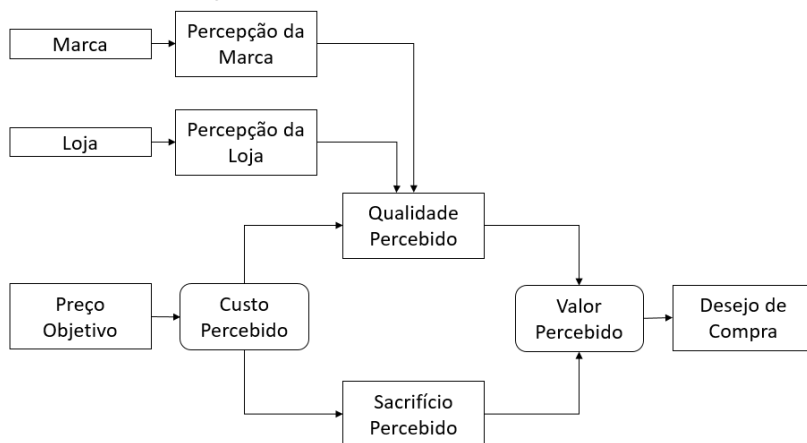 Marca
Percepção da
Marca
Loja
Percepção da
Loja
Qualidade
Percebido
Preço
Objetivo
Custo
Percebido
Valor
Percebido
Desejo de
Compra
Sacrifício
Percebido